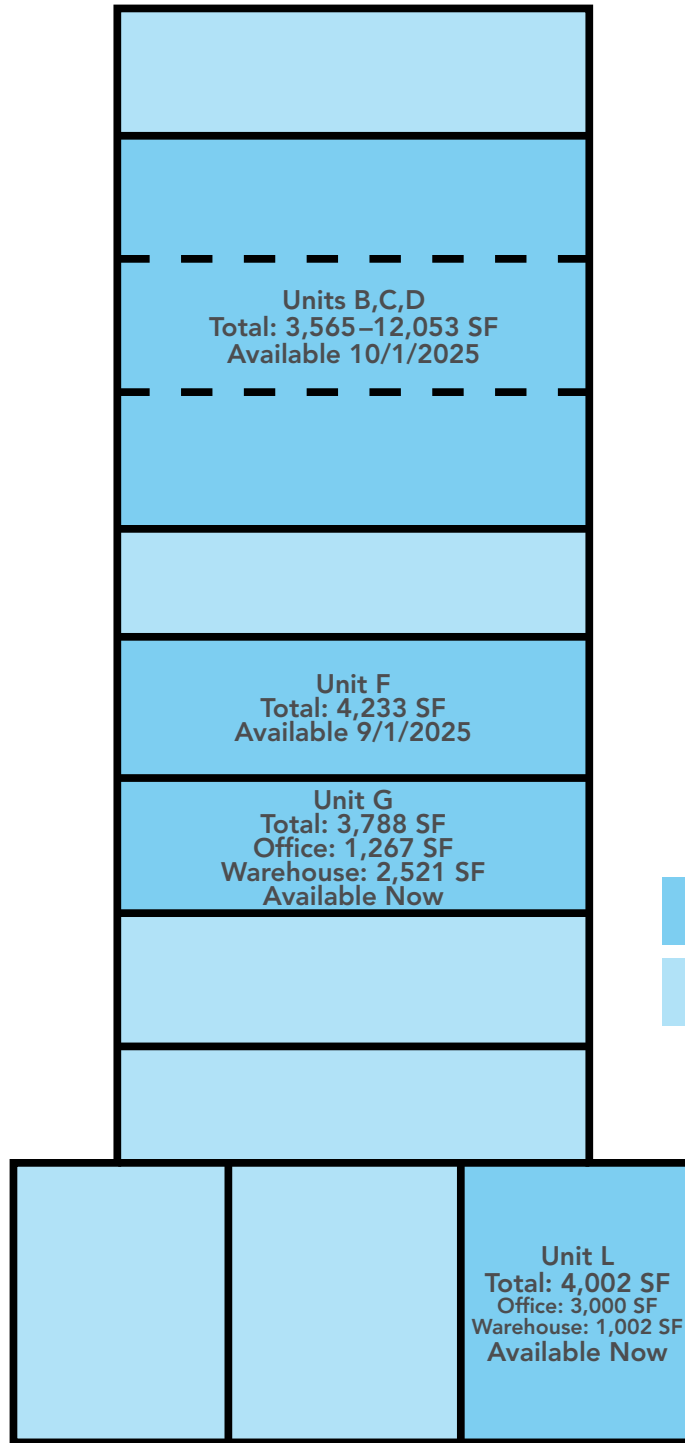 Units B,C,D
Total: 3,565–12,053 SF
Available 10/1/2025
Unit F
Total: 4,233 SF
Available 9/1/2025
Unit G
Total: 3,788 SF
Office: 1,267 SF
Warehouse: 2,521 SF
Available Now
Unit L
Total: 4,002 SF
Office: 3,000 SF
Warehouse: 1,002 SF
Available Now